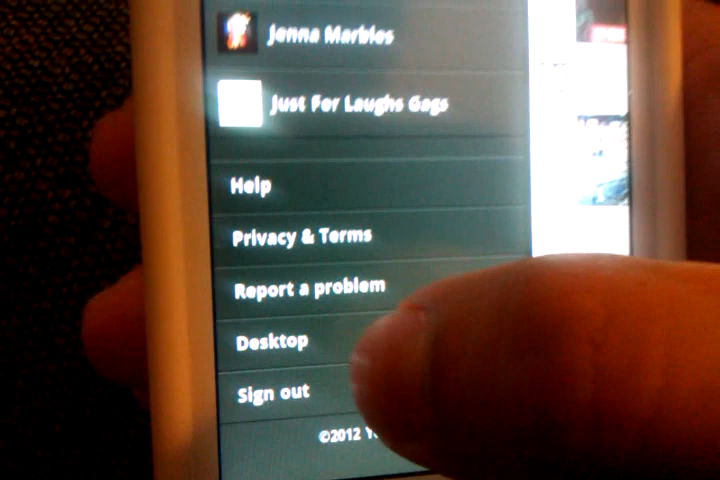 Jenna Marbles
Just For Laughs Gags
Help
Privacy & Terms
Report a problem
Desktop
Sign out
©2012